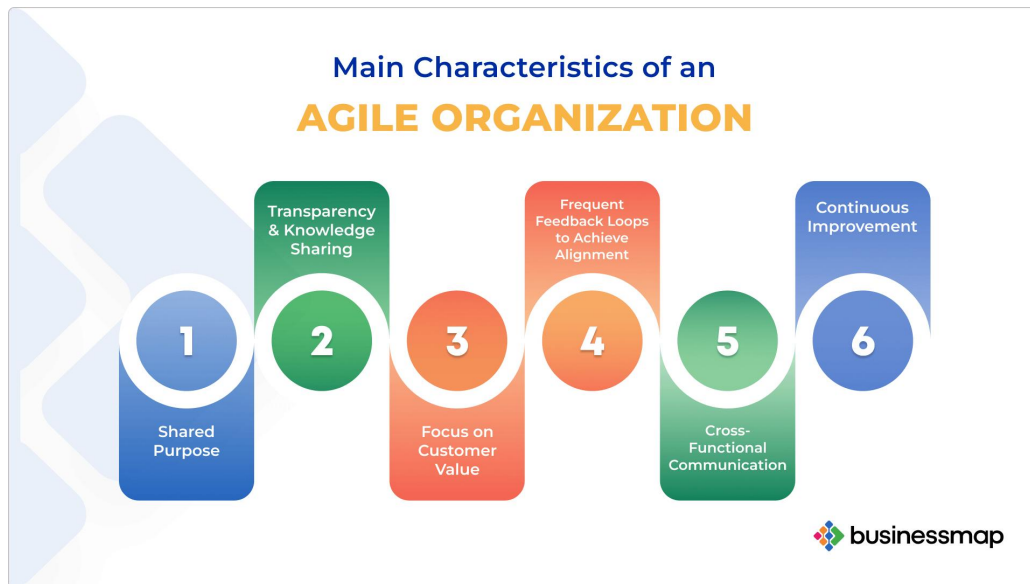 Main Characteristics of an
AGILE ORGANIZATION
1
Shared
Purpose
Transparency
& Knowledge
Sharing
2
3
Focus on
Customer
Value
Frequent
Feedback Loops
to Achieve
Alignment
4
5
Cross-
Functional
Communication
Continuous
Improvement
6
businessmap